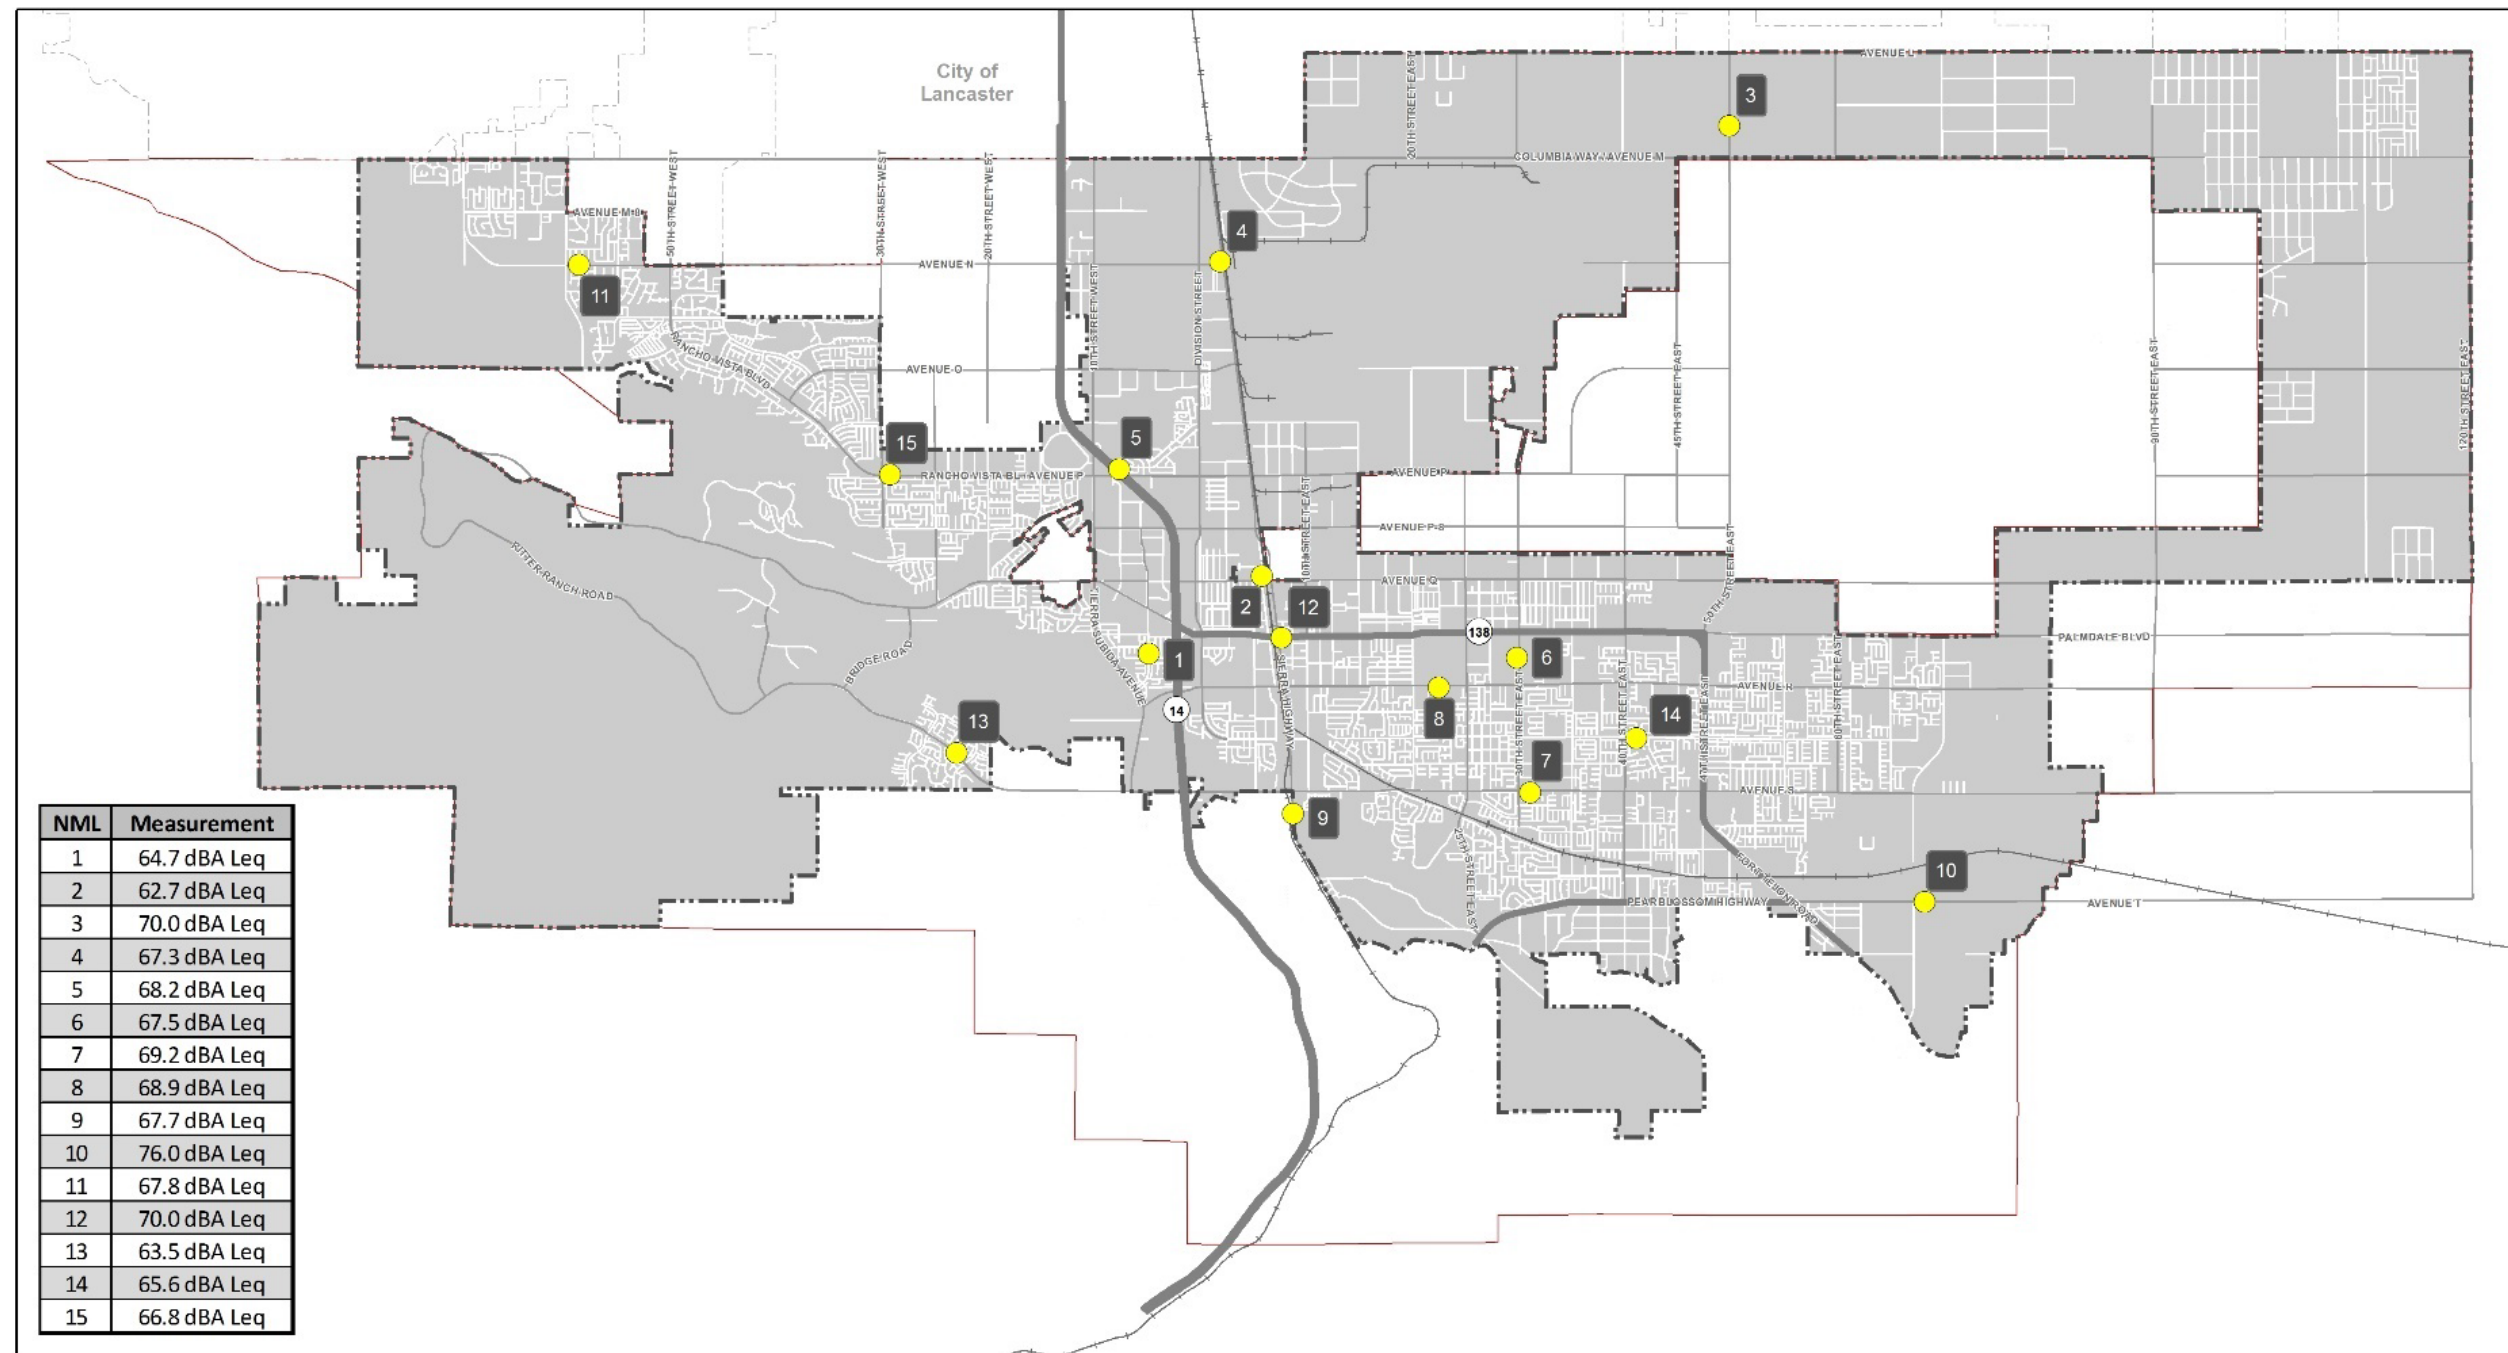 City of
Lancaster
AVENUE L
3
20TH STREET EAST
COLUMBIA WAY / AVENUE M
50TH STREET WEST
30TH STREET WEST
20TH STREET WEST
AVENUE M-8
4
AVENUE N
11
10TH STREET WEST
DIVISION STREET
RANCHO VISTA BLVD
AVENUE O
45TH STREET EAST
90TH STREET EAST
120TH STREET EAST
15
5
RANCHO VISTA BL / AVENUE P
AVENUE P
10TH STREET EAST
AVENUE P-8
50TH STREET EAST
RITTER RANCH ROAD
AVENUE Q
2
12
SIERRA SUBIDA AVENUE
138
PALMDALE BLVD
BRIDGE ROAD
1
6
SIERRA HIGHWAY
30TH STREET EAST
40TH STREET EAST
47TH STREET EAST
60TH STREET EAST
AVENUE R
14
13
8
14
7
AVENUE S
9
25TH STREET EAST
FORT TEJON ROAD
10
PEARBLOSSOM HIGHWAY
AVENUE T
NML Measurement
1 64.7 dBA Leq
2 62.7 dBA Leq
3 70.0 dBA Leq
4 67.3 dBA Leq
5 68.2 dBA Leq
6 67.5 dBA Leq
7 69.2 dBA Leq
8 68.9 dBA Leq
9 67.7 dBA Leq
10 76.0 dBA Leq
11 67.8 dBA Leq
12 70.0 dBA Leq
13 63.5 dBA Leq
14 65.6 dBA Leq
15 66.8 dBA Leq